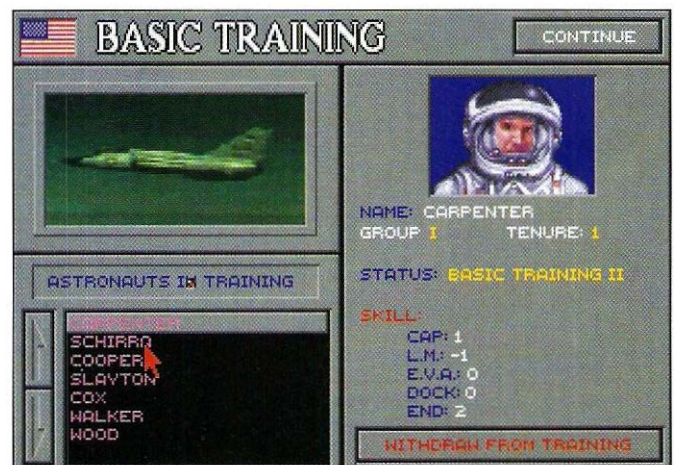 BASIC TRAINING
CONTINUE
NAME: CARPENTER
GROUP I TENURE: 1
STATUS: BASIC TRAINING II
SKILL:
CAP: 1
L.M.: -1
E.V.A.: 0
DOCK: 0
END: 2
WITHDRAW FROM TRAINING
ASTRONAUTS IN TRAINING
CARPENTER
SCHIRRA
COOPER
SLAYTON
COX
WALKER
WOOD